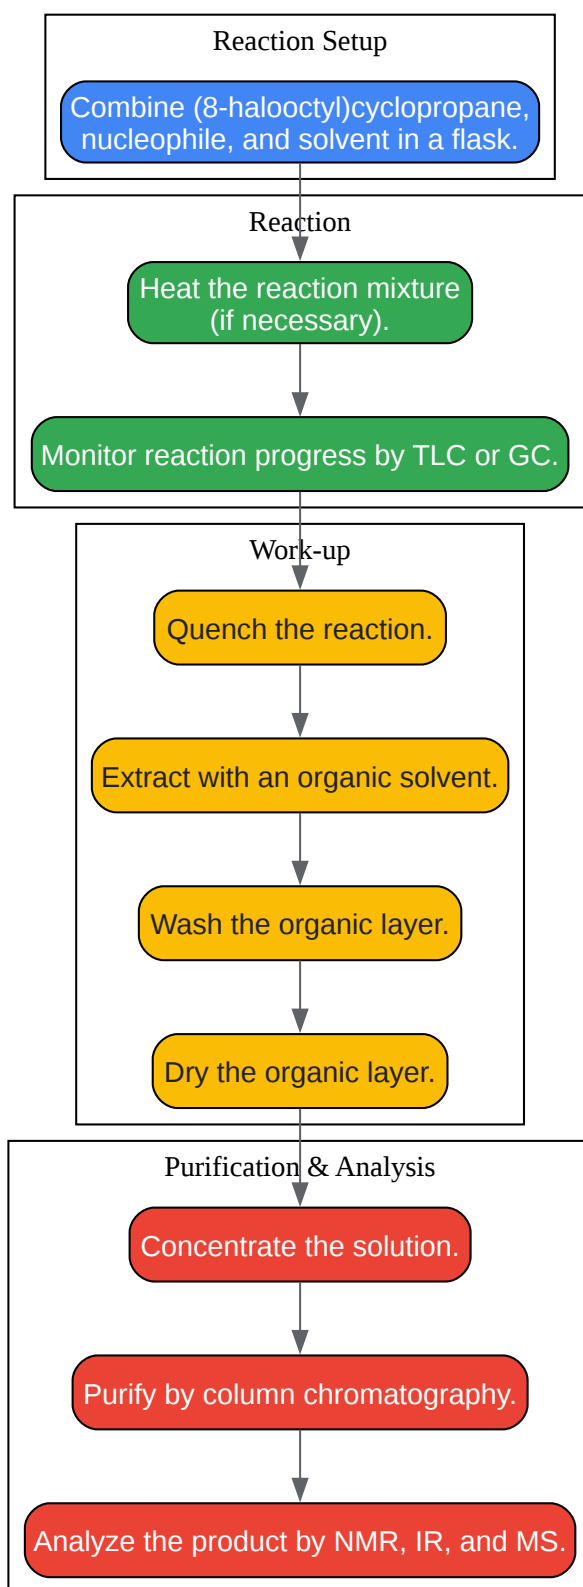 Reaction Setup
Combine (8-halooctyl)cyclopropane,
nucleophile, and solvent in a flask.
Reaction
Heat the reaction mixture
(if necessary).
Monitor reaction progress by TLC or GC.
Work-up
Quench the reaction.
Extract with an organic solvent.
Wash the organic layer.
Dry the organic layer.
Purification & Analysis
Concentrate the solution.
Purify by column chromatography.
Analyze the product by NMR, IR, and MS.